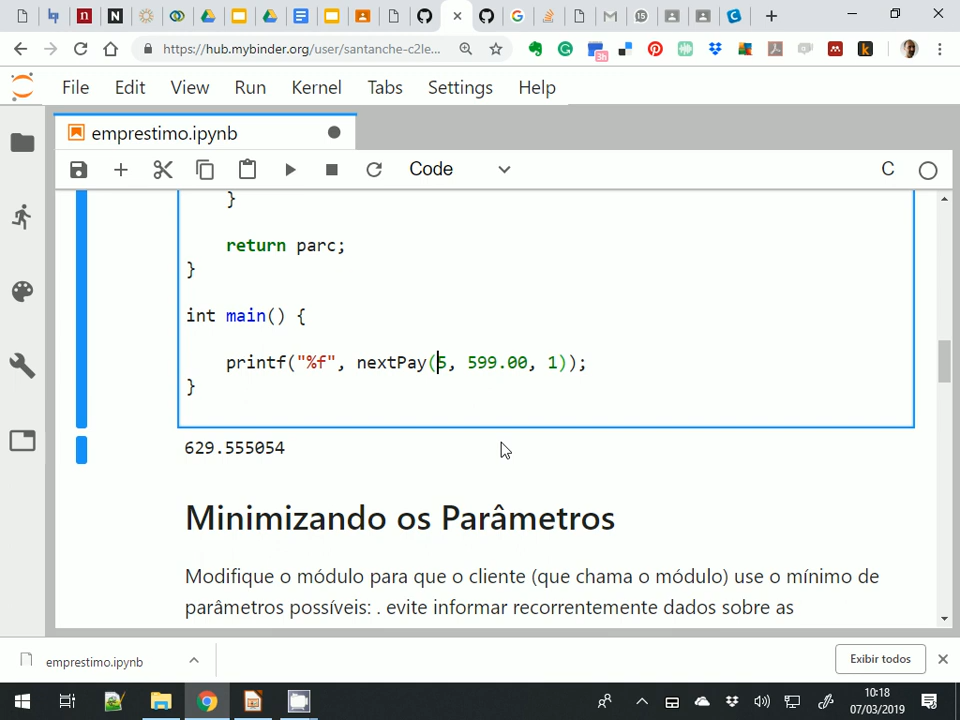 https://hub.mybinder.org/user/santanche-c2le...
File Edit View Run Kernel Tabs Settings Help
emprestimo.ipynb
Code
C
}
return parc;
}
int main() {
printf("%f", nextPay(5, 599.00, 1));
}
629.555054
Minimizando os Parâmetros
Modifique o módulo para que o cliente (que chama o módulo) use o mínimo de
parâmetros possíveis: . evite informar recorrentemente dados sobre as
emprestimo.ipynb
Exibir todos
10:18
07/03/2019